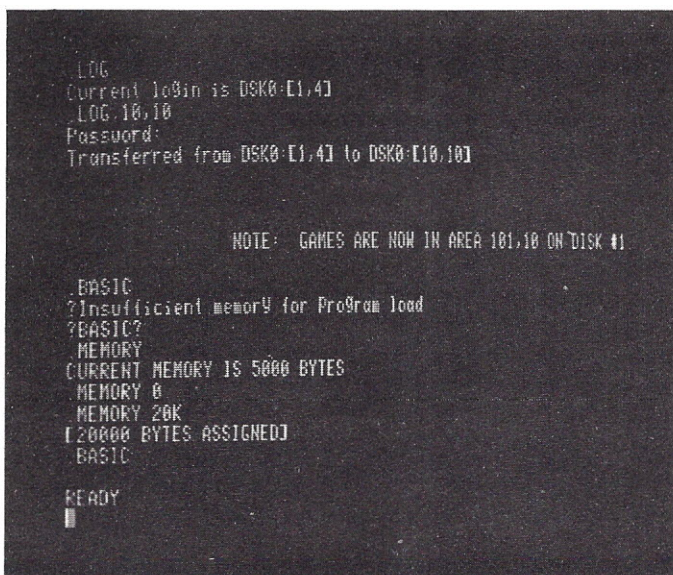 .LOG
Current login is DSK0:[1,4]
.LOG 10,10
Password:
Transferred from DSK0:[1,4] to DSK0:[10,10]
NOTE: GAMES ARE NOW IN AREA 101,10 ON DISK #1
.BASIC
?Insufficient memory for Program load
?BASIC?
.MEMORY
CURRENT MEMORY IS 5000 BYTES
.MEMORY 0
.MEMORY 20K
[20000 BYTES ASSIGNED]
.BASIC
READY